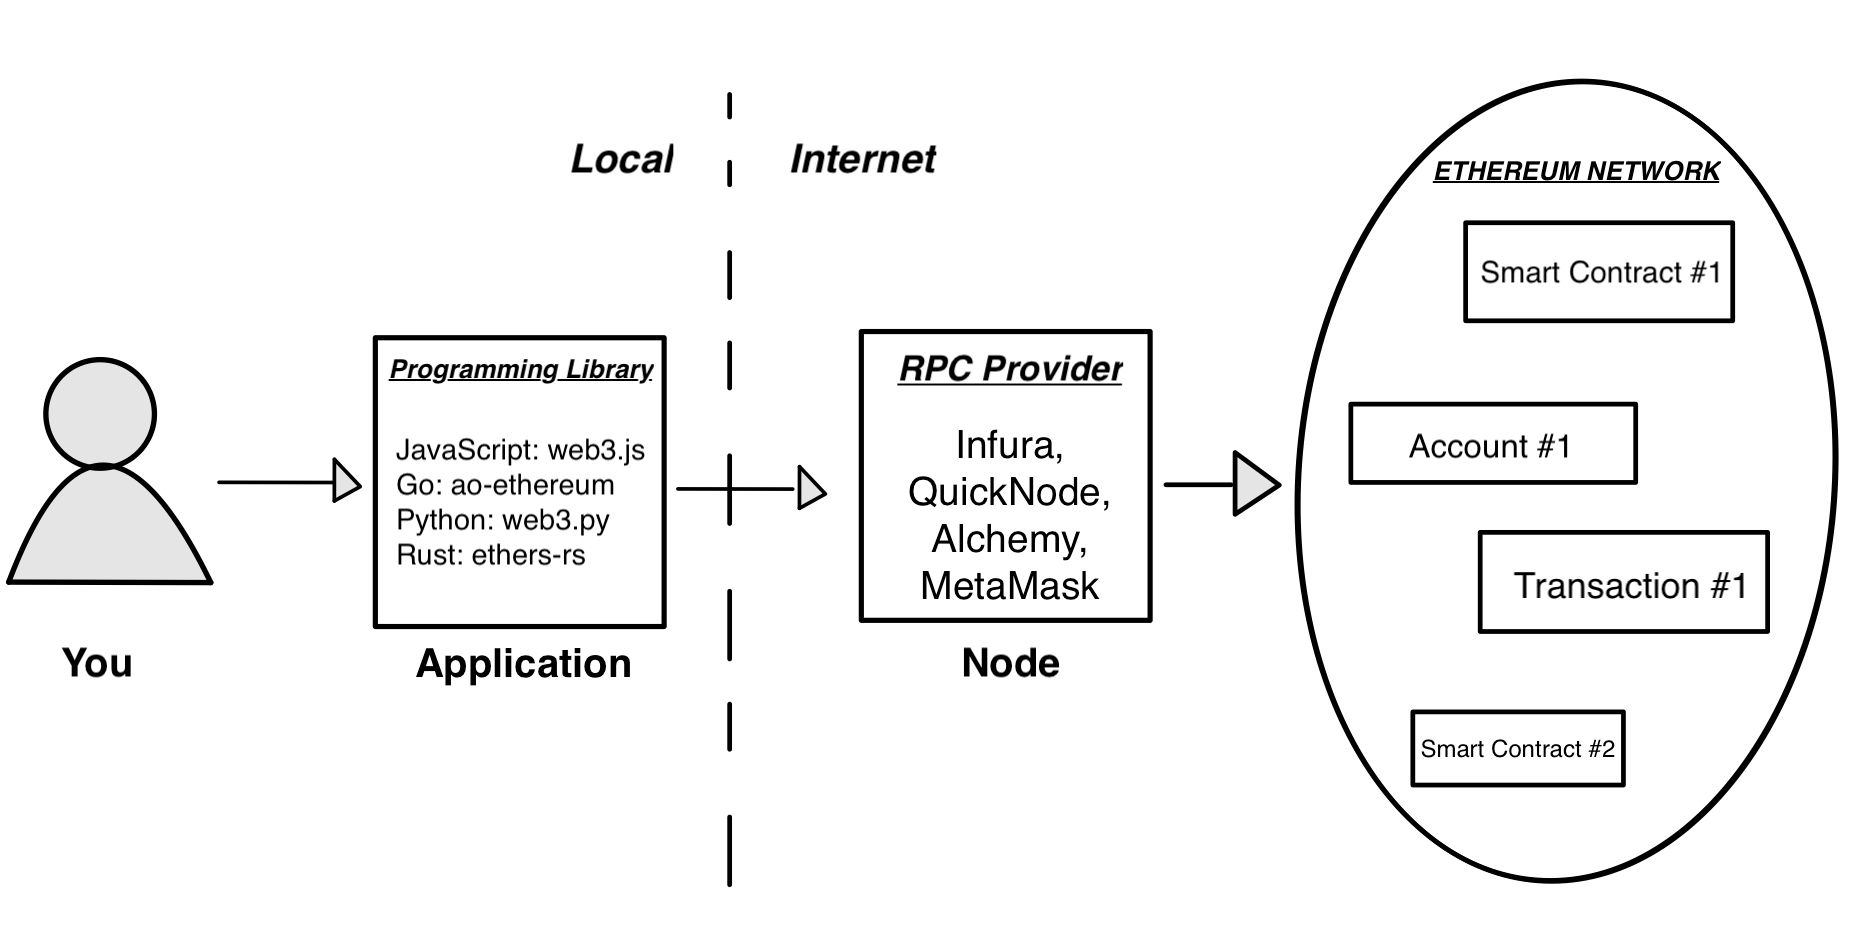 Local
Internet
ETHEREUM NETWORK
Smart Contract #1
Programming Library
JavaScript: web3.js
Go: ao-ethereum
Python: web3.py
Rust: ethers-rs
Application
You
RPC Provider
Infura,
QuickNode,
Alchemy,
MetaMask
Node
Account #1
Transaction #1
Smart Contract #2